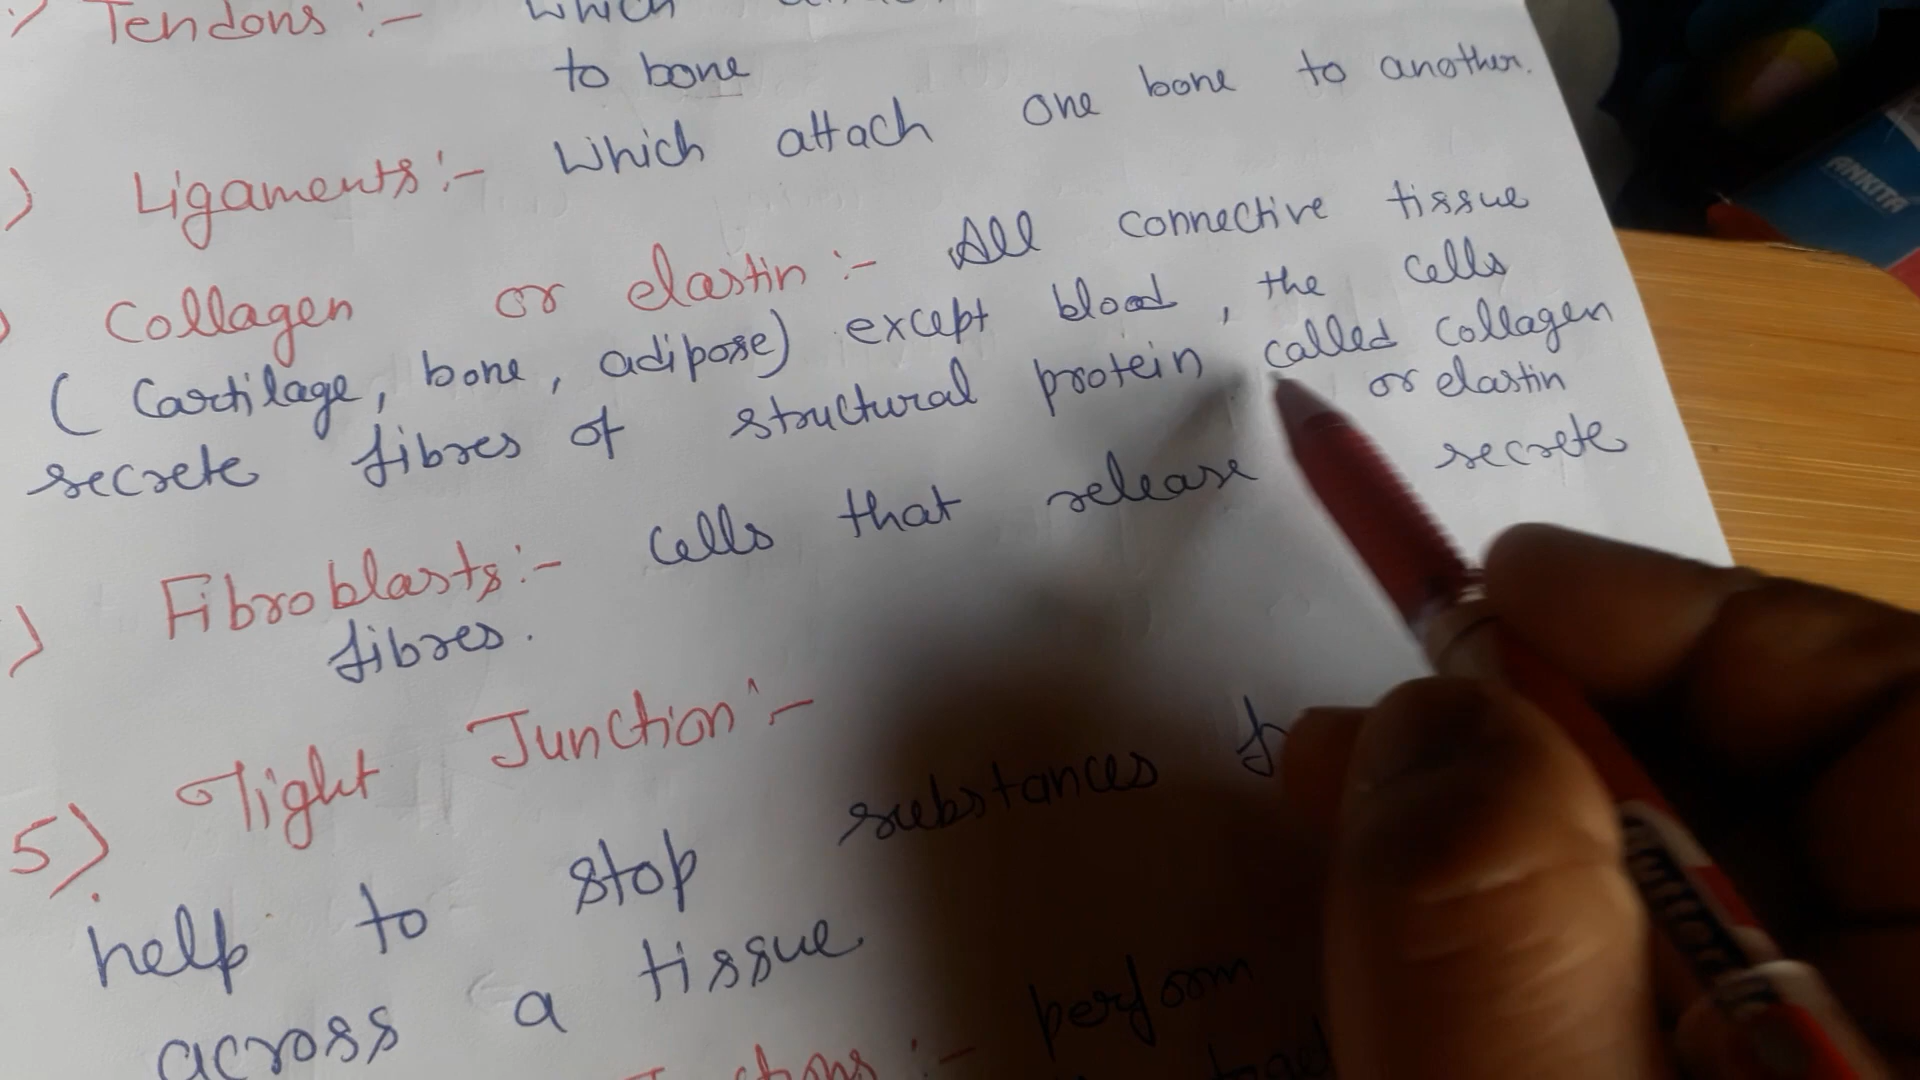 Tendons :- which
to bone
Ligaments :- which attach one bone to another.
Collagen or elastin :- All connective tissue
( Cartilage, bone, adipose) except blood, the cells
secrete fibres of structural protein called collagen
or elastin
Fibroblasts :- cells that release secrete
fibres.
5) Tight Junction :-
help to stop substances
across a tissue
perform
ANKITA